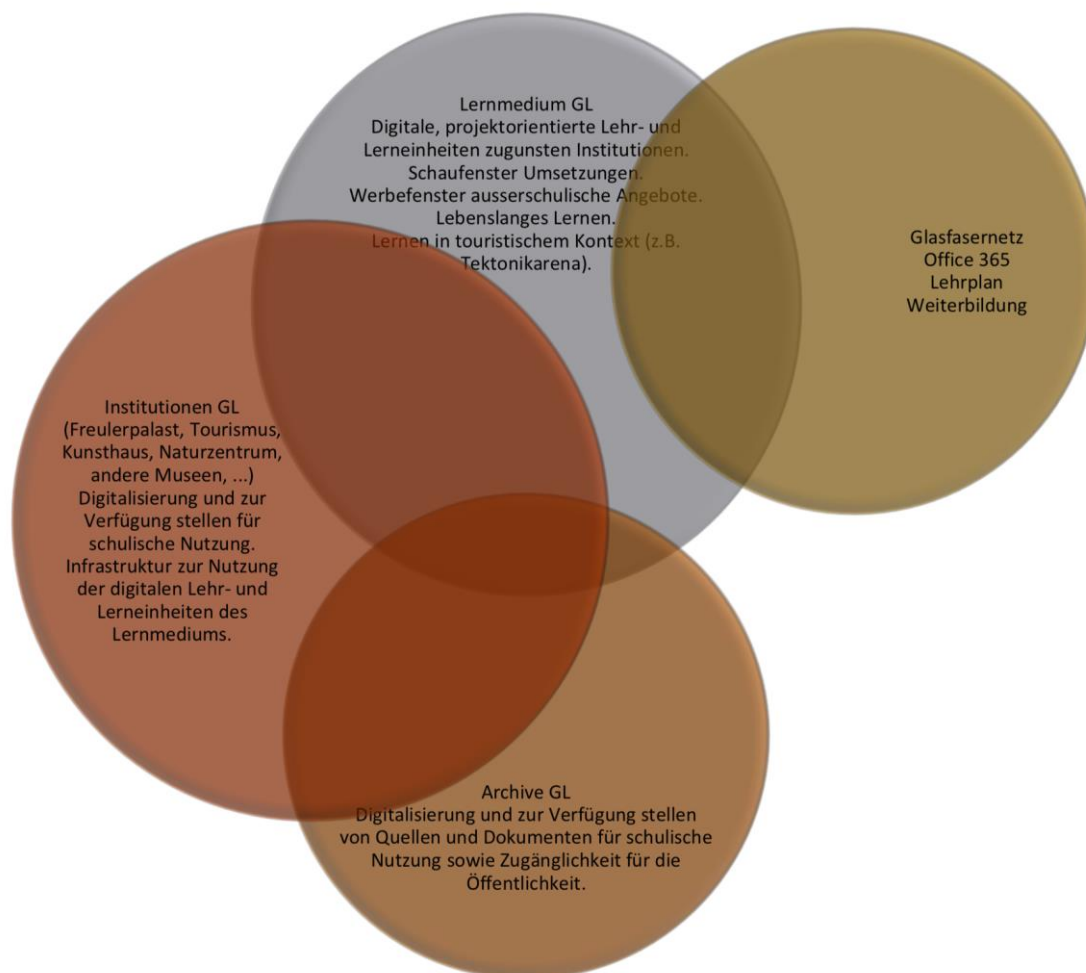 Lernmedium GL
Digitale, projektorientierte Lehr- und
Lerneinheiten zugunsten Institutionen.
Schaufenster Umsetzungen.
Werbefenster ausserschulische Angebote.
Lebenslanges Lernen.
Lernen in touristischem Kontext (z.B.
Tektonikarena).
Glasfasernetz
Office 365
Lehrplan
Weiterbildung
Institutionen GL
(Freulerpalast, Tourismus,
Kunsthaus, Naturzentrum,
andere Museen, ...)
Digitalisierung und zur
Verfügung stellen für
schulische Nutzung.
Infrastruktur zur Nutzung
der digitalen Lehr- und
Lerneinheiten des
Lernmediums.
Archive GL
Digitalisierung und zur Verfügung stellen
von Quellen und Dokumenten für schulische
Nutzung sowie Zugänglichkeit für die
Öffentlichkeit.